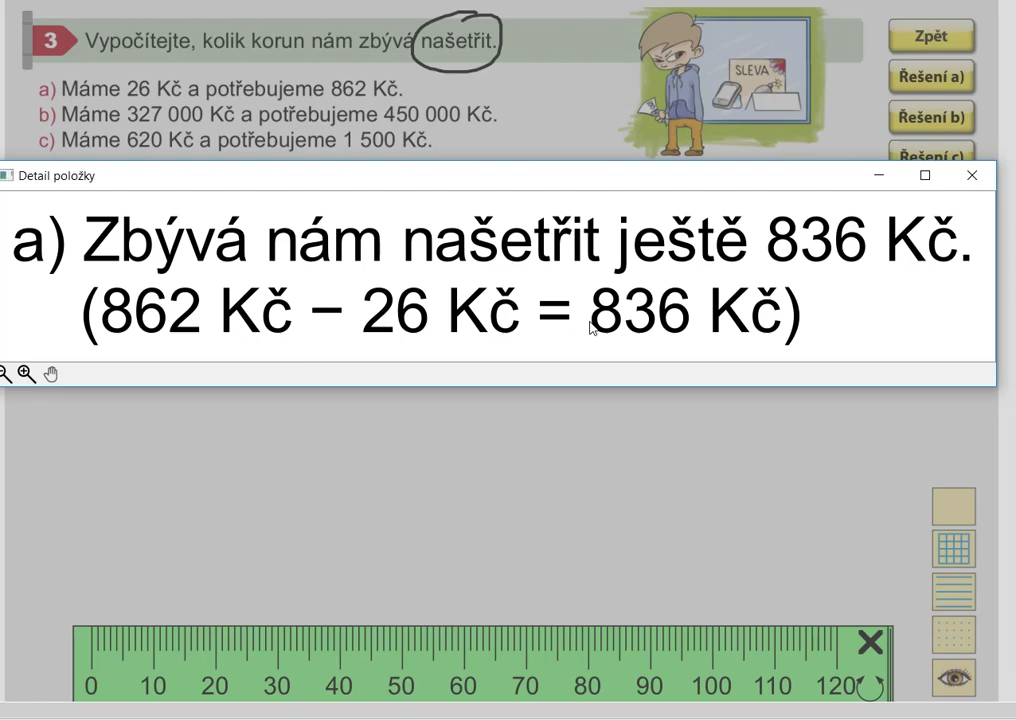 3 Vypočítejte, kolik korun nám zbývá našetřit.
a) Máme 26 Kč a potřebujeme 862 Kč.
b) Máme 327 000 Kč a potřebujeme 450 000 Kč.
c) Máme 620 Kč a potřebujeme 1 500 Kč.
SLEVA
Zpět
Řešení a)
Řešení b)
Řešení c)
Detail položky
a) Zbývá nám našetřit ještě 836 Kč.
(862 Kč − 26 Kč = 836 Kč)
0 10 20 30 40 50 60 70 80 90 100 110 120